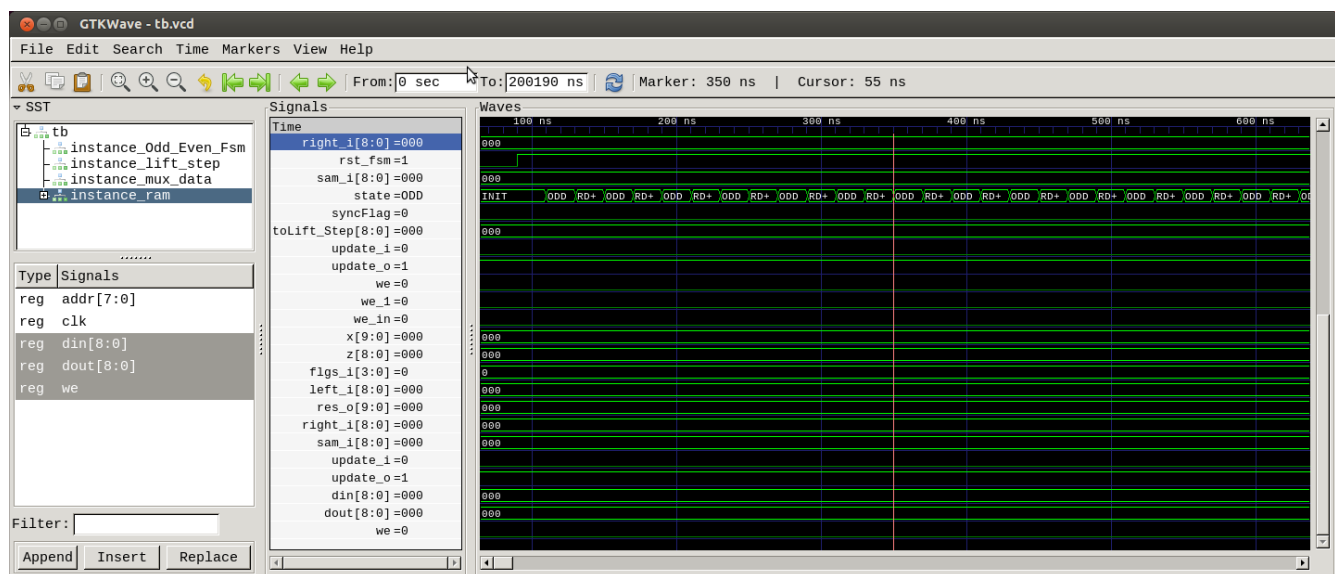 GTKWave - tb.vcd
File Edit Search Time Markers View Help
From: 0 sec To: 200190 ns Marker: 350 ns | Cursor: 55 ns
SST
tb
instance_Odd_Even_Fsm
instance_lift_step
instance_mux_data
instance_ram
Type Signals
reg addr[7:0]
reg clk
reg din[8:0]
reg dout[8:0]
reg we
Filter:
Append Insert Replace
Signals
Time
right_i[8:0]=000
rst_fsm=1
sam_i[8:0]=000
state=ODD
syncFlag=0
toLift_Step[8:0]=000
update_i=0
update_o=1
we=0
we_1=0
we_in=0
x[9:0]=000
z[8:0]=000
flgs_i[3:0]=0
left_i[8:0]=000
res_o[9:0]=000
right_i[8:0]=000
sam_i[8:0]=000
update_i=0
update_o=1
din[8:0]=000
dout[8:0]=000
we=0
Waves
100 ns 200 ns 300 ns 400 ns 500 ns 600 ns
000
000
INIT ODD RD+ ODD RD+ ODD RD+ ODD RD+ ODD RD+ ODD RD+ ODD RD+ ODD RD+ ODD RD+ ODD RD+ ODD RD+ ODD RD+ ODD RD+ OD
000
000
000
0
000
000
000
000
000
000